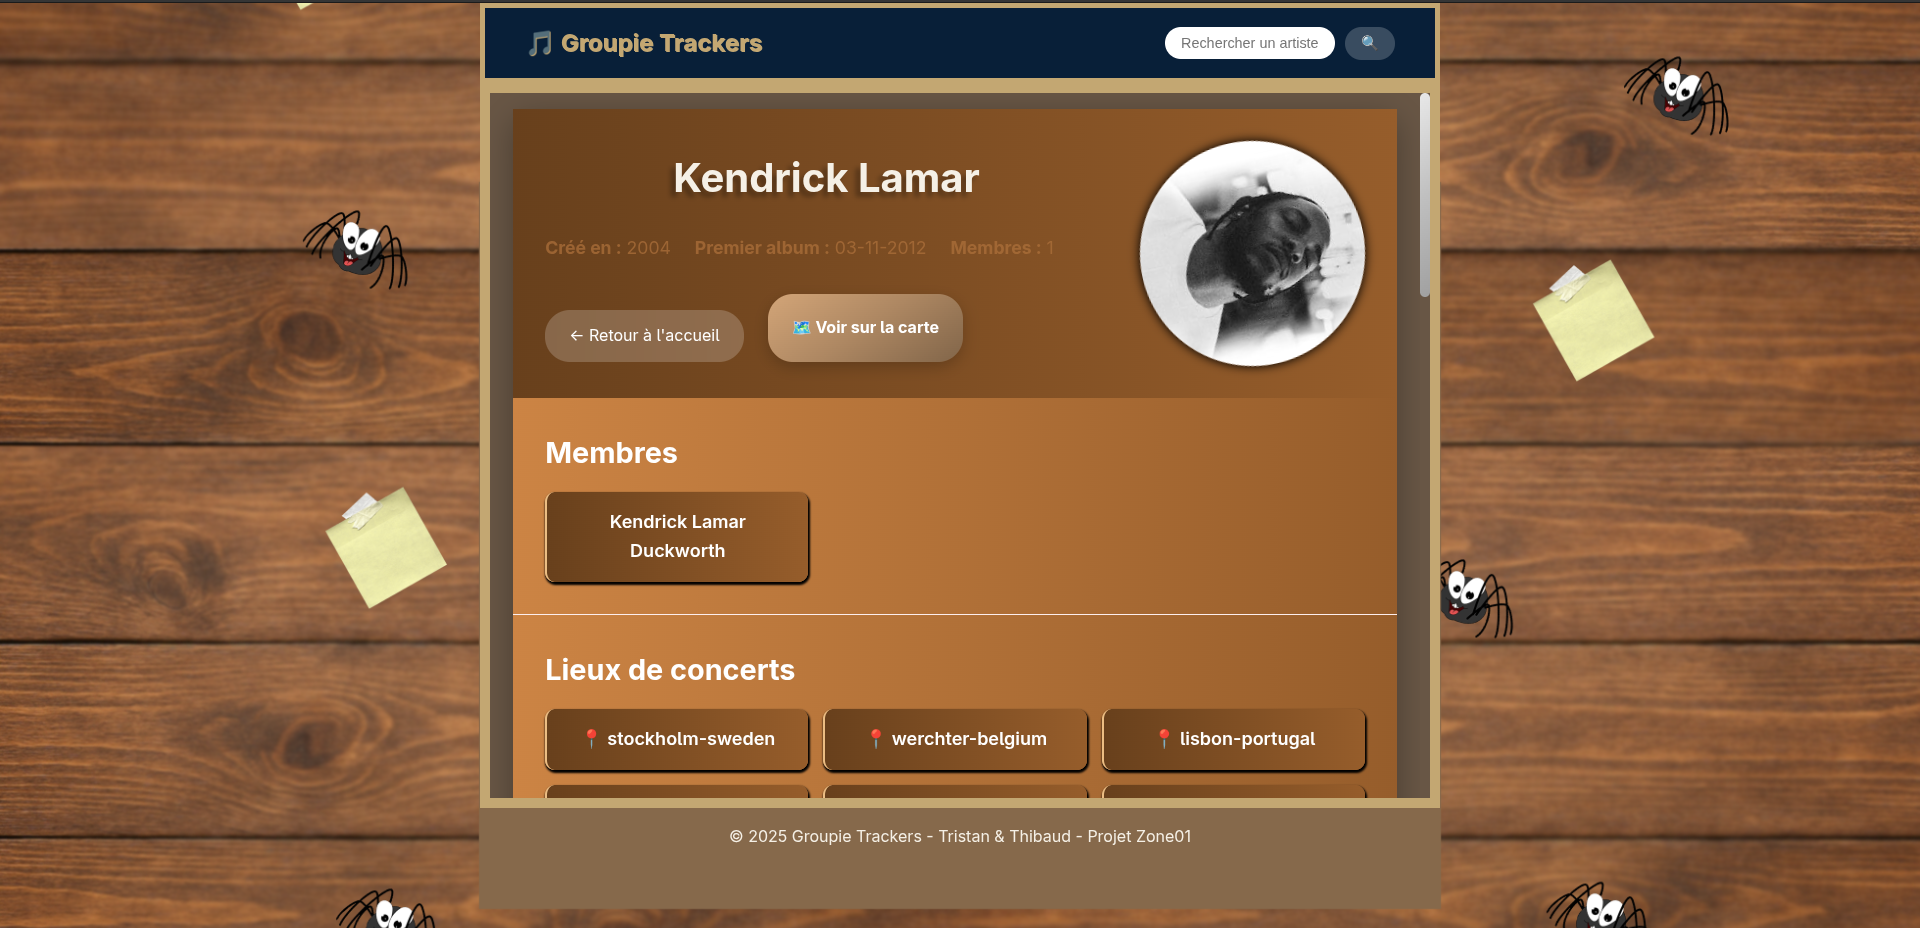 🎵 Groupie Trackers
Rechercher un artiste
🔍
Kendrick Lamar
Créé en : 2004 Premier album : 03-11-2012 Membres : 1
← Retour à l'accueil
🗺️ Voir sur la carte
Membres
Kendrick Lamar
Duckworth
Lieux de concerts
📍 stockholm-sweden
📍 werchter-belgium
📍 lisbon-portugal
© 2025 Groupie Trackers - Tristan & Thibaud - Projet Zone01